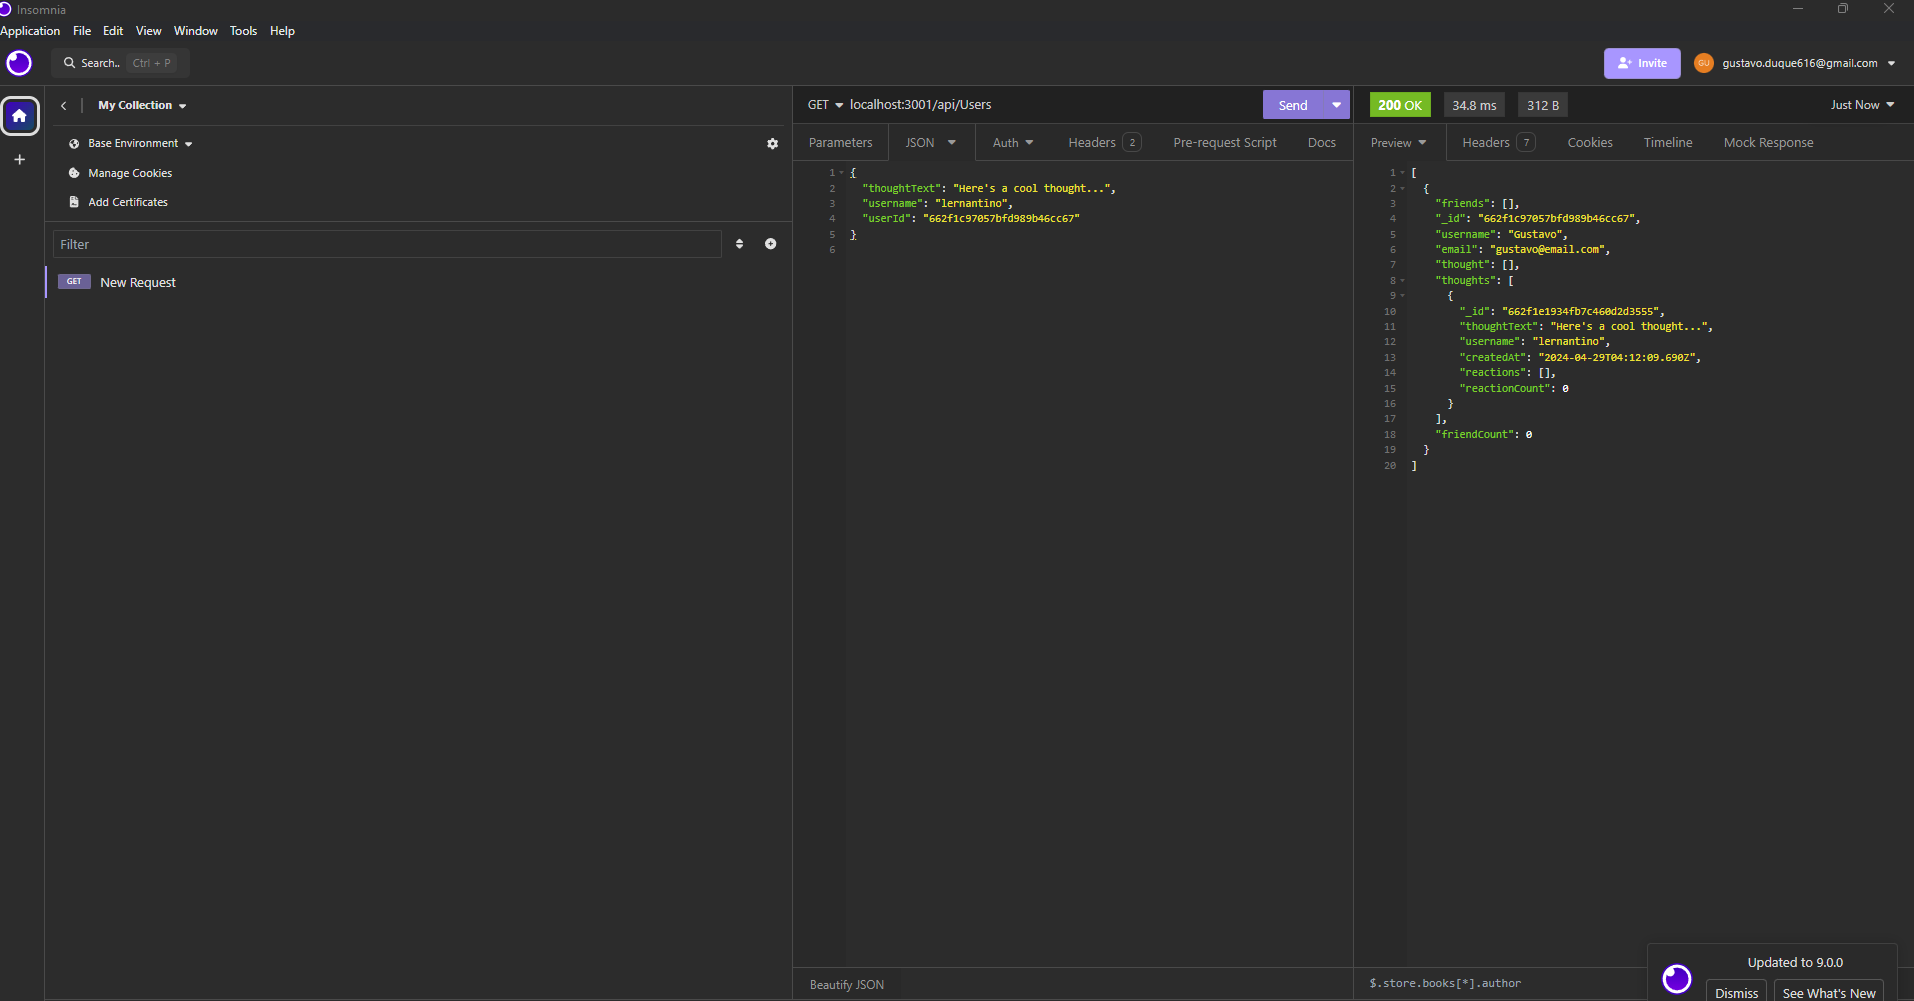 Insomnia
Application File Edit View Window Tools Help
Search.. Ctrl + P
Invite
GU gustavo.duque616@gmail.com
My Collection
Base Environment
Manage Cookies
Add Certificates
Filter
GET New Request
GET localhost:3001/api/Users Send
Parameters JSON Auth Headers 2 Pre-request Script Docs
1 {
2 "thoughtText": "Here's a cool thought...",
3 "username": "lernantino",
4 "userId": "662f1c97057bfd989b46cc67"
5 }
6
Beautify JSON
200 OK 34.8 ms 312 B Just Now
Preview Headers 7 Cookies Timeline Mock Response
1 [
2 {
3 "friends": [],
4 "_id": "662f1c97057bfd989b46cc67",
5 "username": "Gustavo",
6 "email": "gustavo@email.com",
7 "thought": [],
8 "thoughts": [
9 {
10 "_id": "662f1e1934fb7c460d2d3555",
11 "thoughtText": "Here's a cool thought...",
12 "username": "lernantino",
13 "createdAt": "2024-04-29T04:12:09.690Z",
14 "reactions": [],
15 "reactionCount": 0
16 }
17 ],
18 "friendCount": 0
19 }
20 ]
$.store.books[*].author
Updated to 9.0.0
Dismiss See What's New